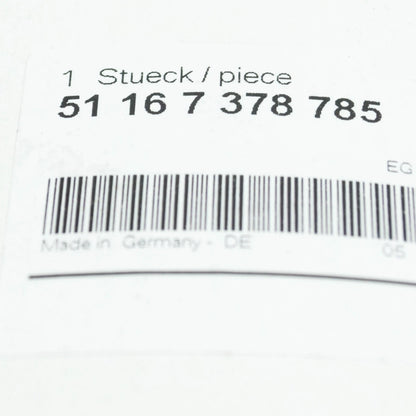 1 Stueck / piece
51 16 7 378 785
EG
Made in Germany - DE 05